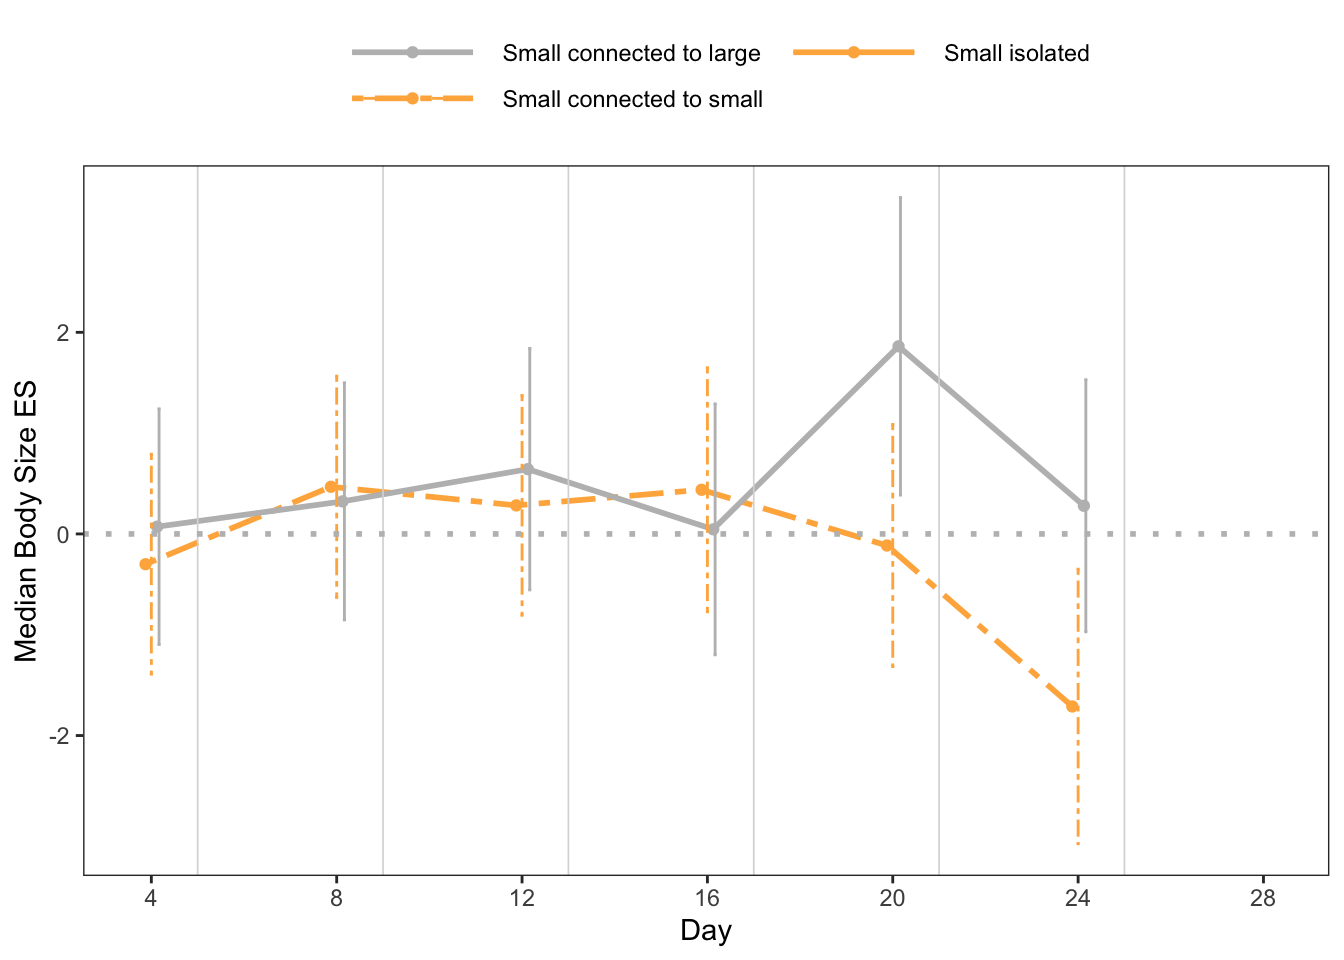 Small connected to large
Small isolated
Small connected to small
Median Body Size ES
2
0
-2
4 8 12 16 20 24 28
Day